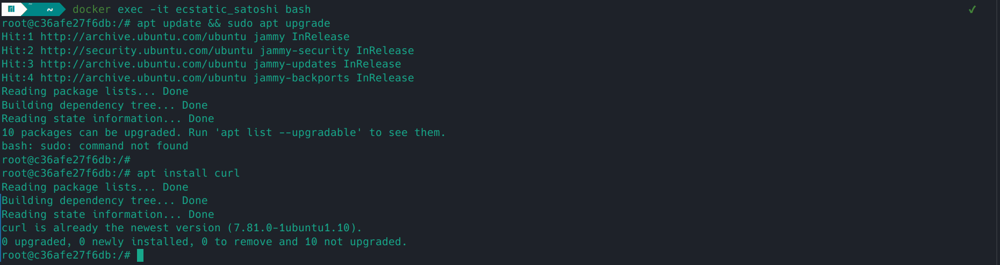 ~ docker exec -it ecstatic_satoshi bash ✓
root@c36afe27f6db:/# apt update && sudo apt upgrade
Hit:1 http://archive.ubuntu.com/ubuntu jammy InRelease
Hit:2 http://security.ubuntu.com/ubuntu jammy-security InRelease
Hit:3 http://archive.ubuntu.com/ubuntu jammy-updates InRelease
Hit:4 http://archive.ubuntu.com/ubuntu jammy-backports InRelease
Reading package lists... Done
Building dependency tree... Done
Reading state information... Done
10 packages can be upgraded. Run 'apt list --upgradable' to see them.
bash: sudo: command not found
root@c36afe27f6db:/#
root@c36afe27f6db:/# apt install curl
Reading package lists... Done
Building dependency tree... Done
Reading state information... Done
curl is already the newest version (7.81.0-1ubuntu1.10).
0 upgraded, 0 newly installed, 0 to remove and 10 not upgraded.
root@c36afe27f6db:/#